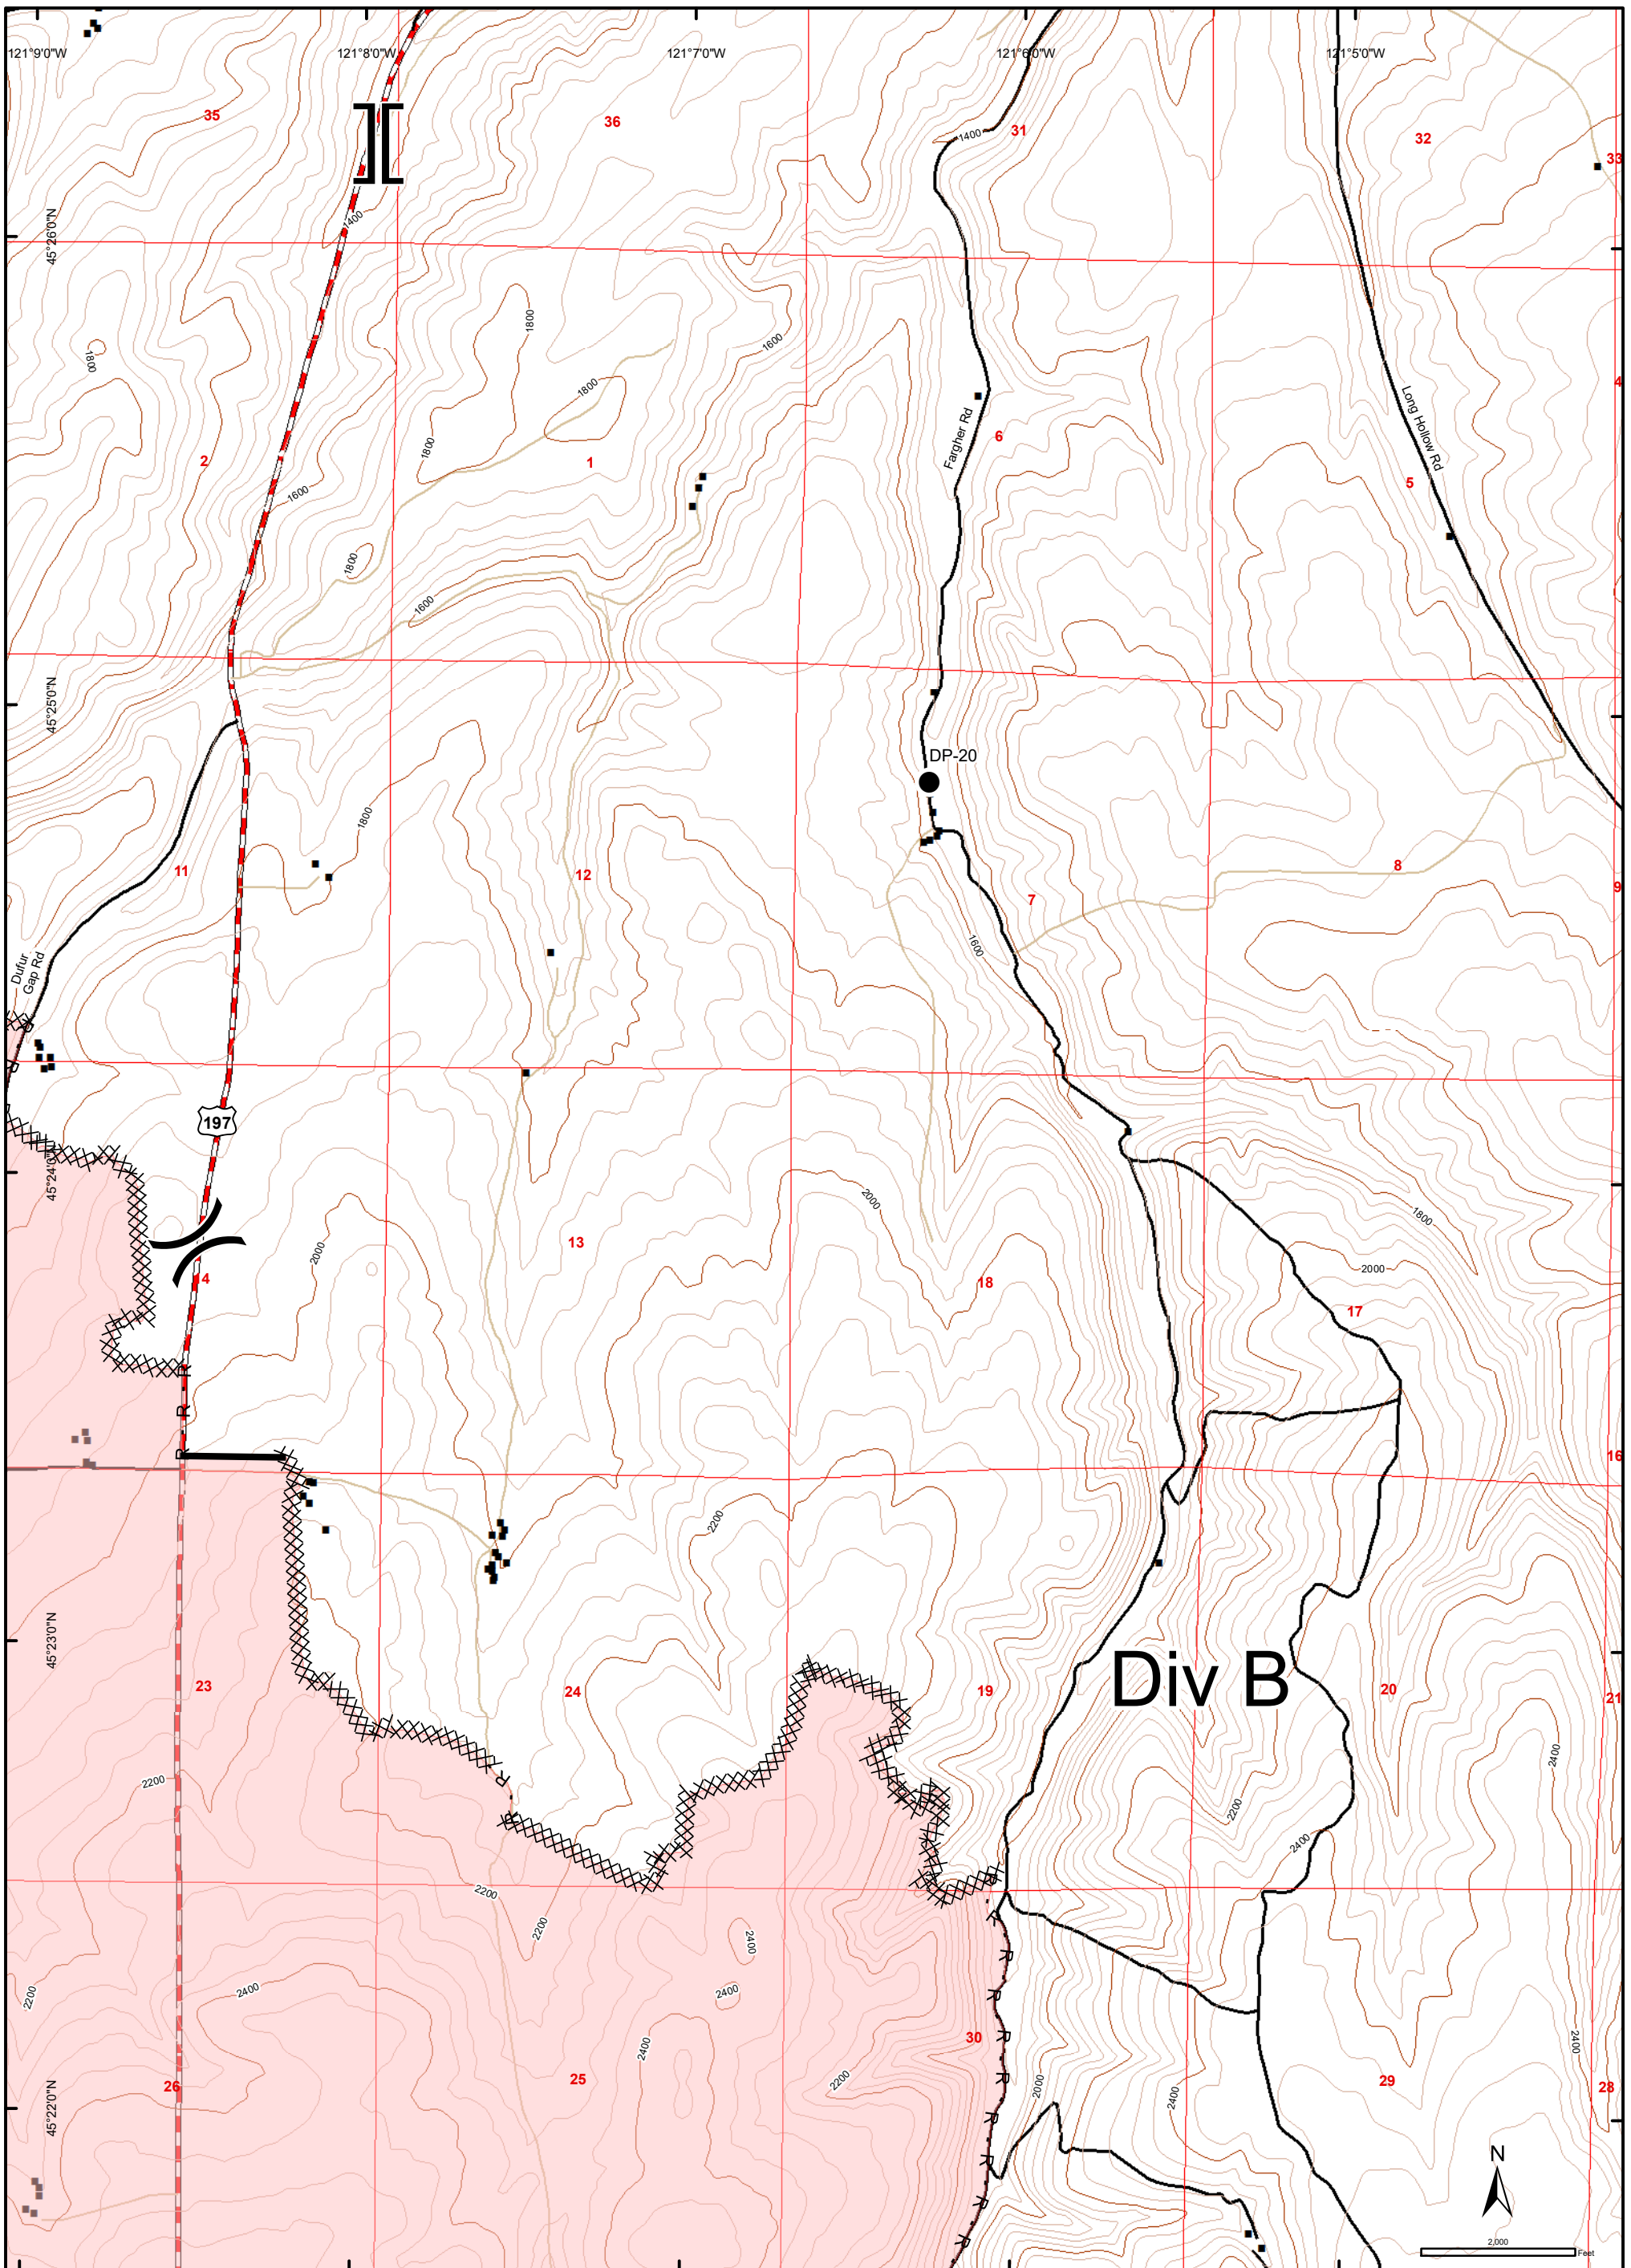 121°9'0"W 121°8'0"W 121°7'0"W 121°6'0"W 121°5'0"W
35 36 31 32 33
1400
][
45°26'0"N
1400
1800 1800 1600
1800
Fargher Rd
Long Hollow Rd
4
2 1800 1 6 5
1600
1800
1600
45°25'0"N
DP-20
1800
11 12 7 8 9
Dufur
Gap Rd
1600
R
197
45°24'0"N
2000 2000 1800
2000
4 13 18 17
R
R
R
16
2200
45°23'0"N
23 24 19 Div B 20 21
2200 R 2400
R 2200
2400
R
R
2200 2200 2400
R
R
2200 2400 2400 R
R
30
2400 2400
R
26 25 2200 2000 2400 29 28
45°22'0"N
R
R
R
R
N
2,000
Feet